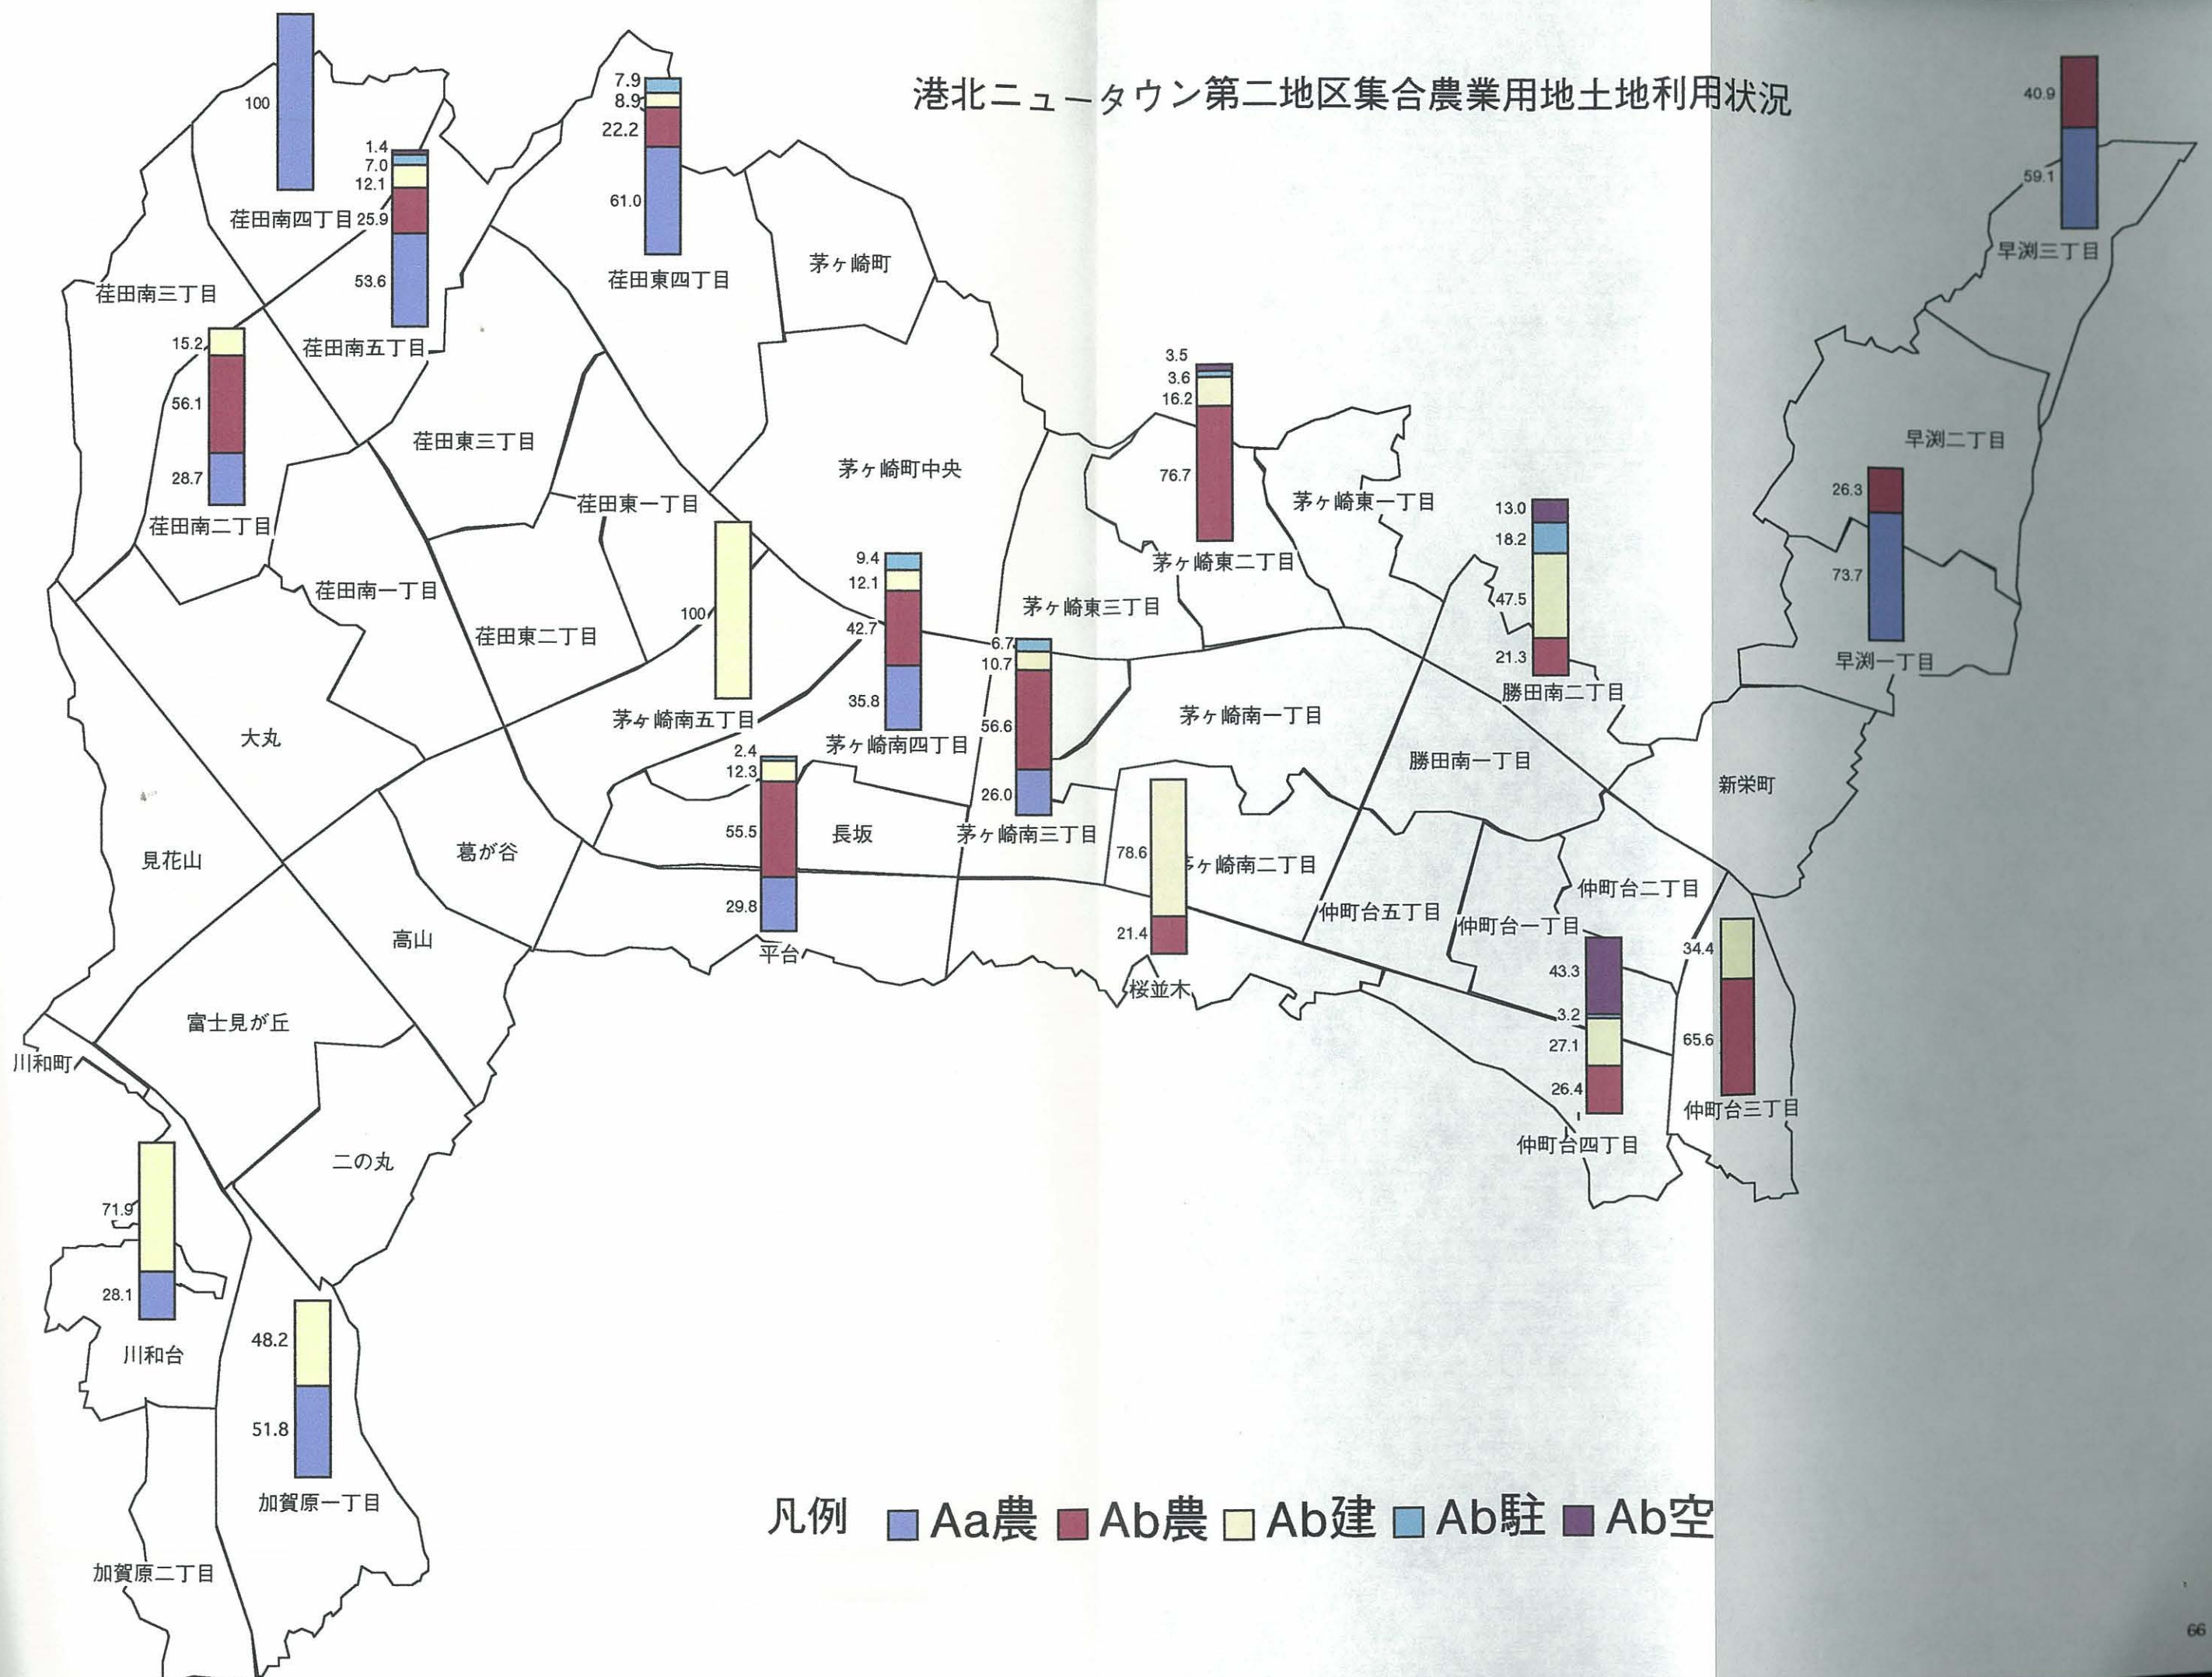 港北ニュータウン第二地区集合農業用地土地利用状況
100
荏田南四丁目
1.4
7.0
12.1
25.9
53.6
荏田南五丁目
7.9
8.9
22.2
61.0
荏田東四丁目
茅ヶ崎町
40.9
59.1
早渕三丁目
荏田南三丁目
15.2
56.1
28.7
荏田南二丁目
荏田東三丁目
茅ヶ崎町中央
荏田東一丁目
荏田南一丁目
荏田東二丁目
3.5
3.6
16.2
76.7
茅ヶ崎東二丁目
茅ヶ崎東一丁目
茅ヶ崎東三丁目
13.0
18.2
47.5
21.3
勝田南二丁目
早渕二丁目
26.3
73.7
早渕一丁目
100
茅ヶ崎南五丁目
9.4
12.1
42.7
35.8
茅ヶ崎南四丁目
6.7
10.7
56.6
26.0
茅ヶ崎南三丁目
茅ヶ崎南一丁目
勝田南一丁目
新栄町
大丸
見花山
葛が谷
高山
2.4
12.3
55.5
29.8
平台
長坂
78.6
21.4
桜並木
ヶ崎南二丁目
仲町台五丁目
仲町台一丁目
仲町台二丁目
43.3
3.2
27.1
26.4
仲町台四丁目
34.4
65.6
仲町台三丁目
富士見が丘
川和町
二の丸
71.9
28.1
川和台
48.2
51.8
加賀原一丁目
加賀原二丁目
凡例 Aa農 Ab農 Ab建 Ab駐 Ab空
66